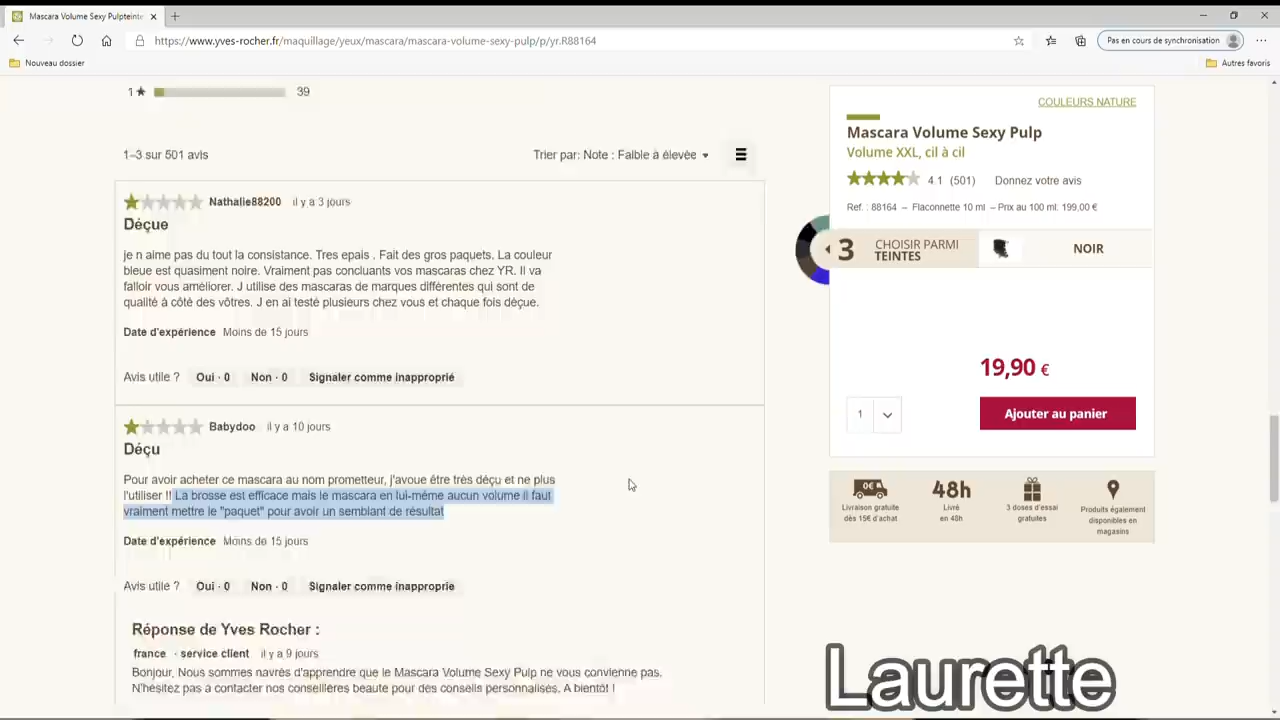 Mascara Volume Sexy Pulpteinte
https://www.yves-rocher.fr/maquillage/yeux/mascara/mascara-volume-sexy-pulp/p/yr.R88164
Pas en cours de synchronisation
Nouveau dossier
Autres favoris
1★ 39
1–3 sur 501 avis
Trier par: Note : Faible à élevée
Nathalie88200 il y a 3 jours
Déçue
je n aime pas du tout la consistance. Tres epais . Fait des gros paquets. La couleur
bleue est quasiment noire. Vraiment pas concluants vos mascaras chez YR. Il va
falloir vous améliorer. J utilise des mascaras de marques différentes qui sont de
qualité à côté des vôtres. J en ai testé plusieurs chez vous et chaque fois déçue.
Date d'expérience Moins de 15 jours
Avis utile ? Oui · 0 Non · 0 Signaler comme inapproprié
Babydoo il y a 10 jours
Déçu
Pour avoir acheter ce mascara au nom prometteur, j'avoue être très déçu et ne plus
l'utiliser !! La brosse est efficace mais le mascara en lui-même aucun volume il faut
vraiment mettre le "paquet" pour avoir un semblant de résultat
Date d'expérience Moins de 15 jours
Avis utile ? Oui · 0 Non · 0 Signaler comme inapproprié
Réponse de Yves Rocher :
france · service client il y a 9 jours
Bonjour, Nous sommes navrés d'apprendre que le Mascara Volume Sexy Pulp ne vous convienne pas.
N'hésitez pas à contacter nos conseillères beauté pour des conseils personnalisés. A bientôt !
COULEURS NATURE
Mascara Volume Sexy Pulp
Volume XXL, cil à cil
4.1 (501) Donnez votre avis
Ref. : 88164 – Flaconnette 10 ml – Prix au 100 ml: 199,00 €
3 CHOISIR PARMI
TEINTES
NOIR
19,90 €
1
Ajouter au panier
0€
Livraison gratuite
dès 15€ d'achat
48h
Livré
en 48h
3 doses d'essai
gratuites
Produits également
disponibles en
magasins
Laurette